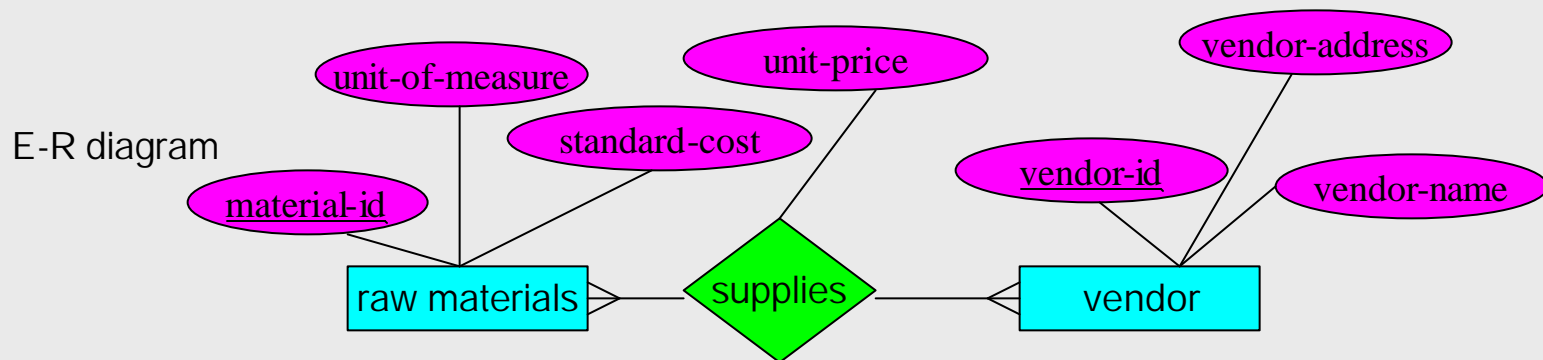 vendor-address
unit-price
unit-of-measure
standard-cost
E-R diagram
vendor-id
vendor-name
material-id
supplies
raw materials
vendor